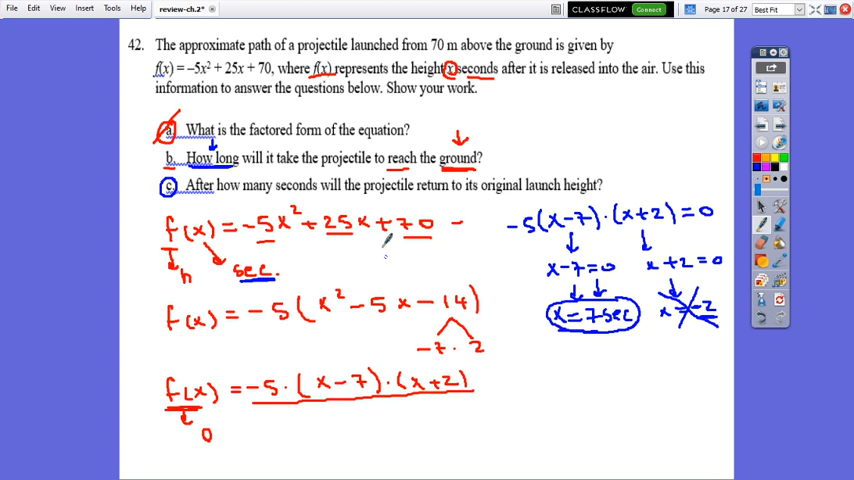 File Edit View Insert Tools Help
review-ch.2*
CLASSFLOW Connect
Page 17 of 27
Best Fit
42. The approximate path of a projectile launched from 70 m above the ground is given by
f(x) = –5x² + 25x + 70, where f(x) represents the height x seconds after it is released into the air. Use this
information to answer the questions below. Show your work.
a. What is the factored form of the equation?
b. How long will it take the projectile to reach the ground?
c. After how many seconds will the projectile return to its original launch height?
f(x) = -5x² + 25x + 70 -
h
sec.
f(x) = -5(x² - 5x - 14)
-7 . 2
f(x) = -5 · (x-7) · (x+2)
0
-5(x-7)·(x+2) = 0
x-7=0 x+2=0
x=7sec x=-2